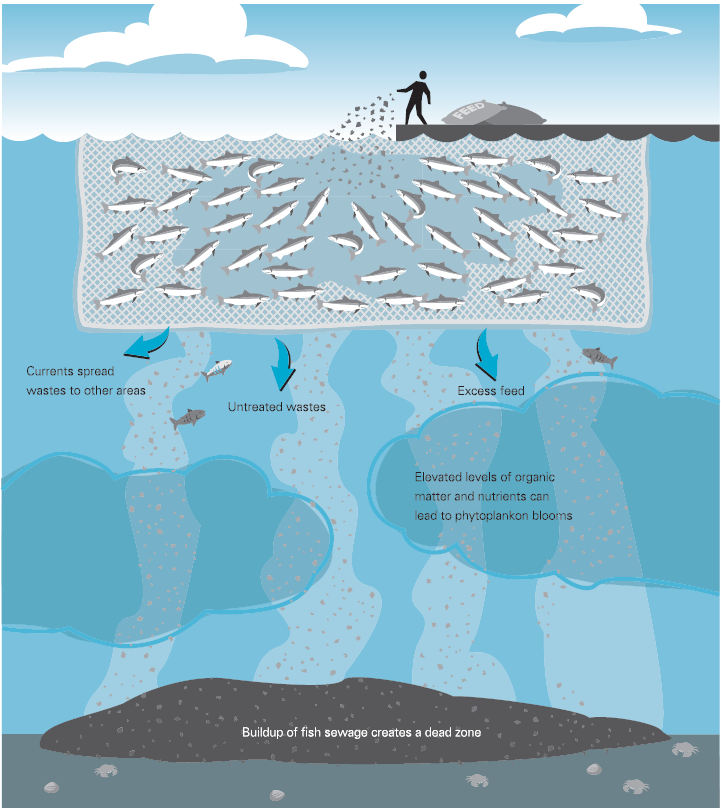 FEED
Currents spread
wastes to other areas
Untreated wastes
Excess feed
Elevated levels of organic
matter and nutrients can
lead to phytoplankon blooms
Buildup of fish sewage creates a dead zone